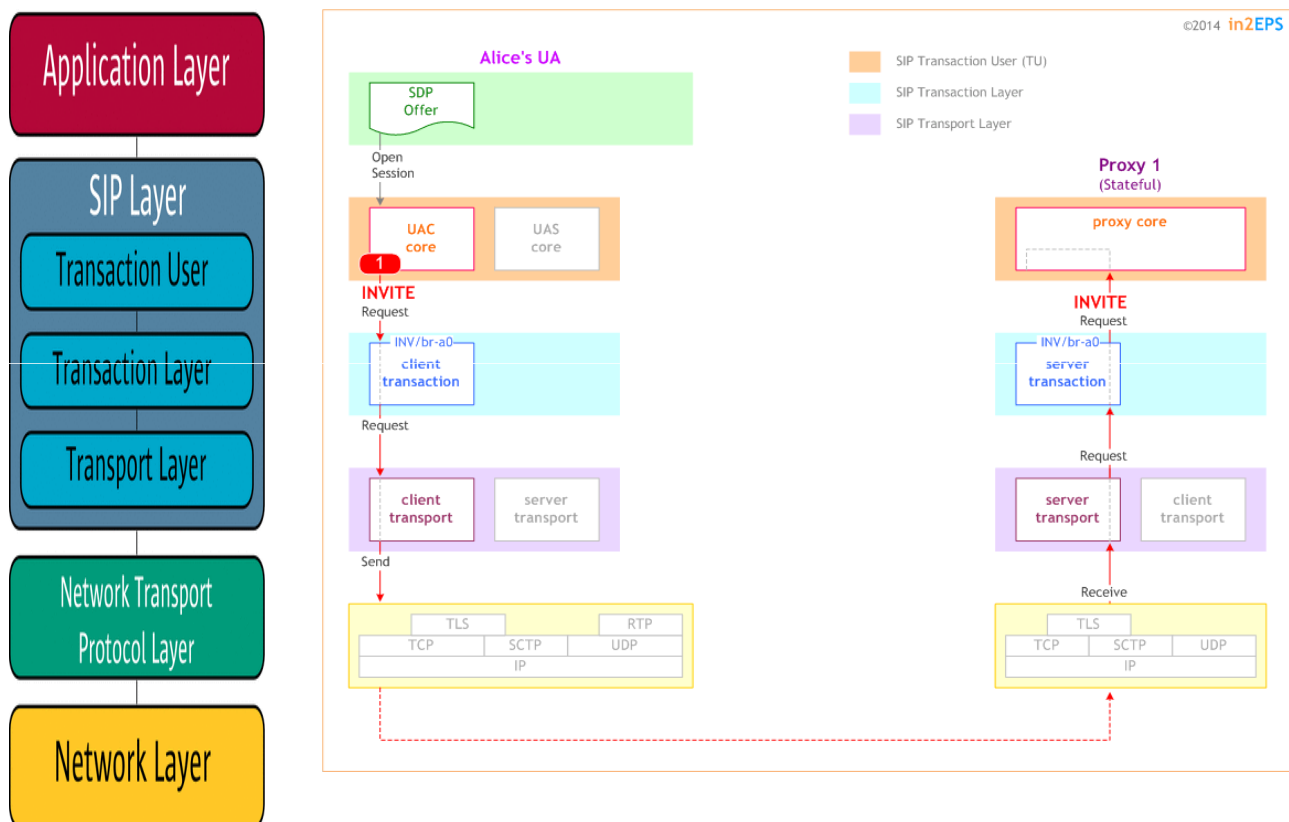 Application Layer
SIP Layer
Transaction User
Transaction Layer
Transport Layer
Network Transport
Protocol Layer
Network Layer
©2014 in2EPS
Alice's UA
SIP Transaction User (TU)
SIP Transaction Layer
SIP Transport Layer
SDP
Offer
Open
Session
UAC
core
UAS
core
1
INVITE
Request
INV/br-a0
client
transaction
Request
client
transport
server
transport
Send
TLS
RTP
TCP
SCTP
UDP
IP
Proxy 1
(Stateful)
proxy core
INVITE
Request
INV/br-a0
server
transaction
Request
server
transport
client
transport
Receive
TLS
TCP
SCTP
UDP
IP